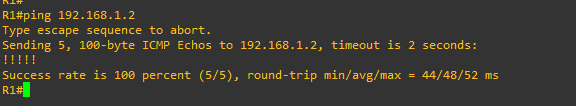 R1#
R1#ping 192.168.1.2
Type escape sequence to abort.
Sending 5, 100-byte ICMP Echos to 192.168.1.2, timeout is 2 seconds:
!!!!!
Success rate is 100 percent (5/5), round-trip min/avg/max = 44/48/52 ms
R1#